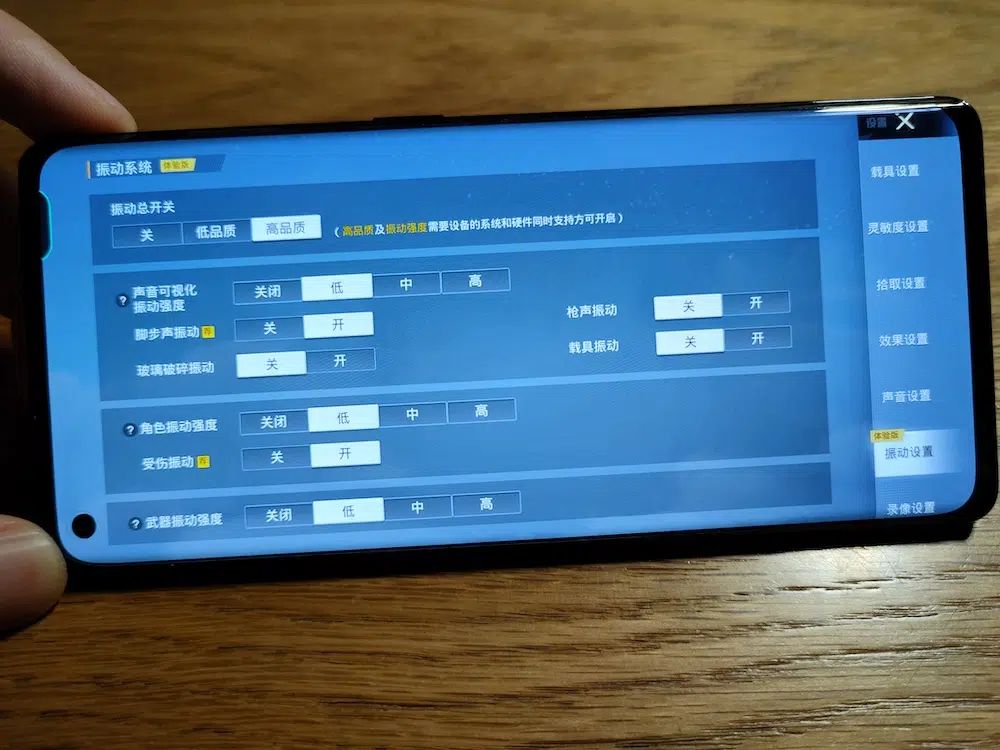 设置 X
振动系统 体验版
振动总开关
关 低品质 高品质 (高品质及振动强度需要设备的系统和硬件同时支持方可开启)
? 声音可视化振动强度 关闭 低 中 高
脚步声振动 荐 关 开
枪声振动 关 开
玻璃破碎振动 关 开
载具振动 关 开
? 角色振动强度 关闭 低 中 高
受伤振动 荐 关 开
? 武器振动强度 关闭 低 中 高
载具设置
灵敏度设置
拾取设置
效果设置
声音设置
体验版
振动设置
录像设置